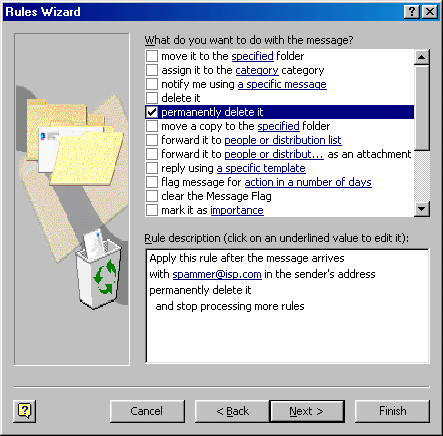 Rules Wizard
What do you want to do with the message?
move it to the specified folder
assign it to the category category
notify me using a specific message
delete it
permanently delete it
move a copy to the specified folder
forward it to people or distribution list
forward it to people or distribut... as an attachment
reply using a specific template
flag message for action in a number of days
clear the Message Flag
mark it as importance
Rule description (click on an underlined value to edit it):
Apply this rule after the message arrives
with spammer@isp.com in the sender's address
permanently delete it
and stop processing more rules
Cancel
< Back
Next >
Finish